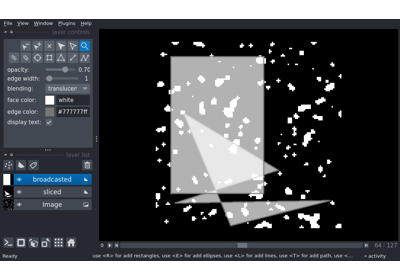 File View Window Plugins Help
layer controls
opacity: 0.70
edge width: 1
blending: translucen
face color: white
edge color: #777777ff
display text:
layer list
broadcasted
sliced
Image
0 64 | 127
Ready use <R> for add rectangles, use <E> for add ellipses, use <L> for add lines, use <T> for add path, use <... activity